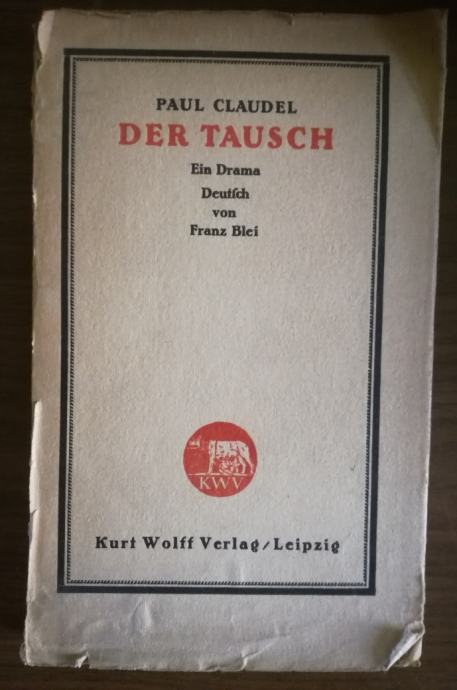 PAUL CLAUDEL
DER TAUSCH
Ein Drama
Deutſch
von
Franz Blei
KWV
Kurt Wolff Verlag / Leipzig